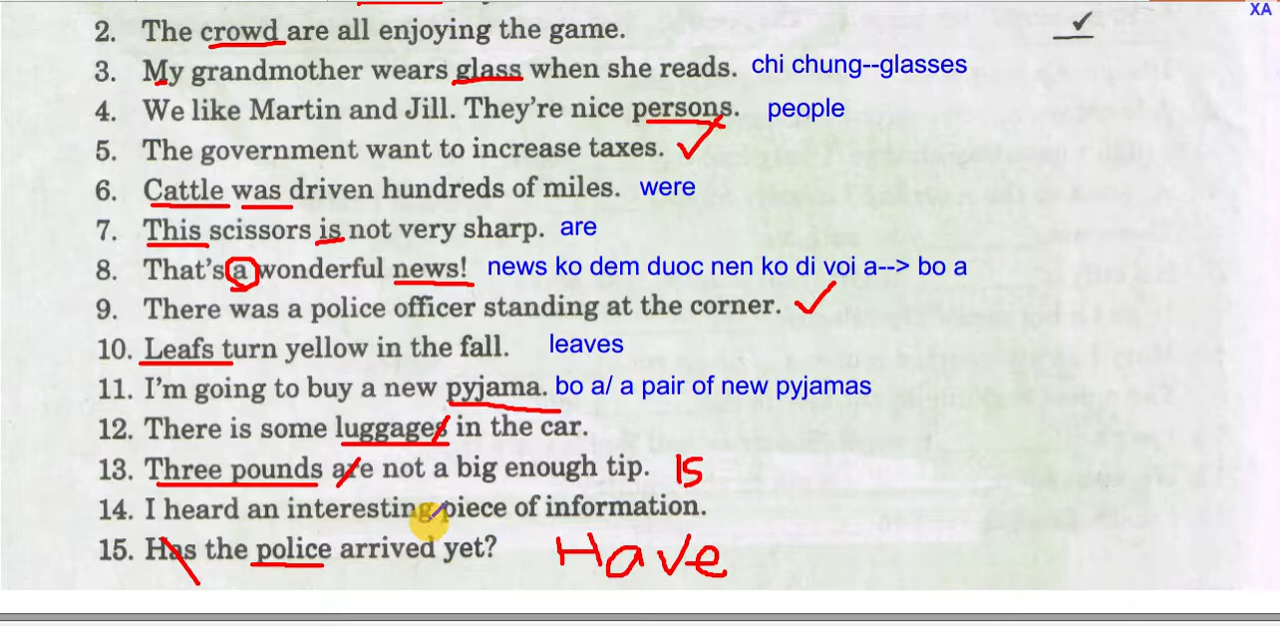 XA
2. The crowd are all enjoying the game.
3. My grandmother wears glass when she reads. chi chung--glasses
4. We like Martin and Jill. They're nice persons. people
5. The government want to increase taxes.
6. Cattle was driven hundreds of miles. were
7. This scissors is not very sharp. are
8. That's a wonderful news! news ko dem duoc nen ko di voi a--> bo a
9. There was a police officer standing at the corner.
10. Leafs turn yellow in the fall. leaves
11. I'm going to buy a new pyjama. bo a/ a pair of new pyjamas
12. There is some luggages in the car.
13. Three pounds are not a big enough tip. IS
14. I heard an interesting piece of information.
15. Has the police arrived yet? Have